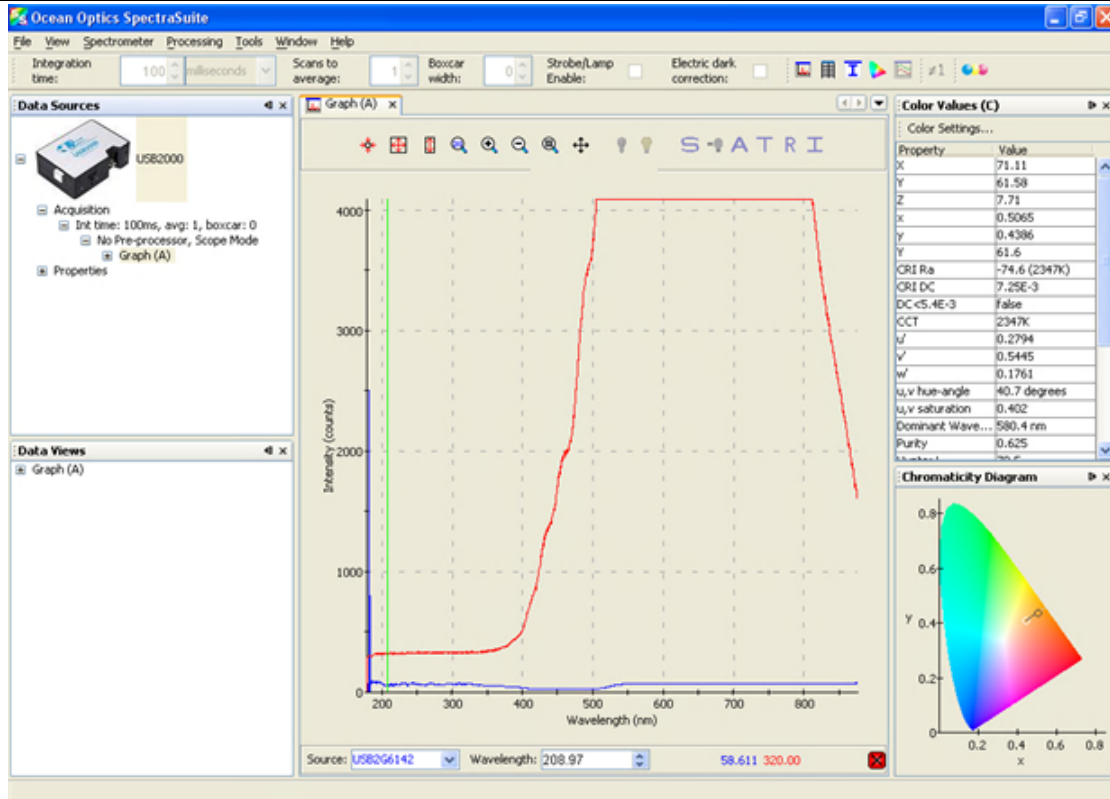 Ocean Optics SpectraSuite
File View Spectrometer Processing Tools Window Help
Integration time: 100 milliseconds Scans to average: 1 Boxcar width: 0 Strobe/Lamp Enable: Electric dark correction: ≠1
Data Sources
USB2000
Acquisition
Int time: 100ms, avg: 1, boxcar: 0
No Pre-processor, Scope Mode
Graph (A)
Properties
Data Views
Graph (A)
Graph (A)
S A T R I
Intensity (counts)
4000
3000
2000
1000
0
200 300 400 500 600 700 800
Wavelength (nm)
Source: USB2G6142 Wavelength: 208.97 58.611 320.00
Color Values (C)
Color Settings...
Property Value
X 71.11
Y 61.58
Z 7.71
x 0.5065
y 0.4386
Y 61.6
CRI Ra -74.6 (2347K)
CRI DC 7.25E-3
DC<5.4E-3 false
CCT 2347K
u' 0.2794
v' 0.5445
w' 0.1761
u,v hue-angle 40.7 degrees
u,v saturation 0.402
Dominant Wave... 580.4 nm
Purity 0.625
Chromaticity Diagram
0.8
0.6
y 0.4
0.2
0
0.2 0.4 0.6 0.8
x